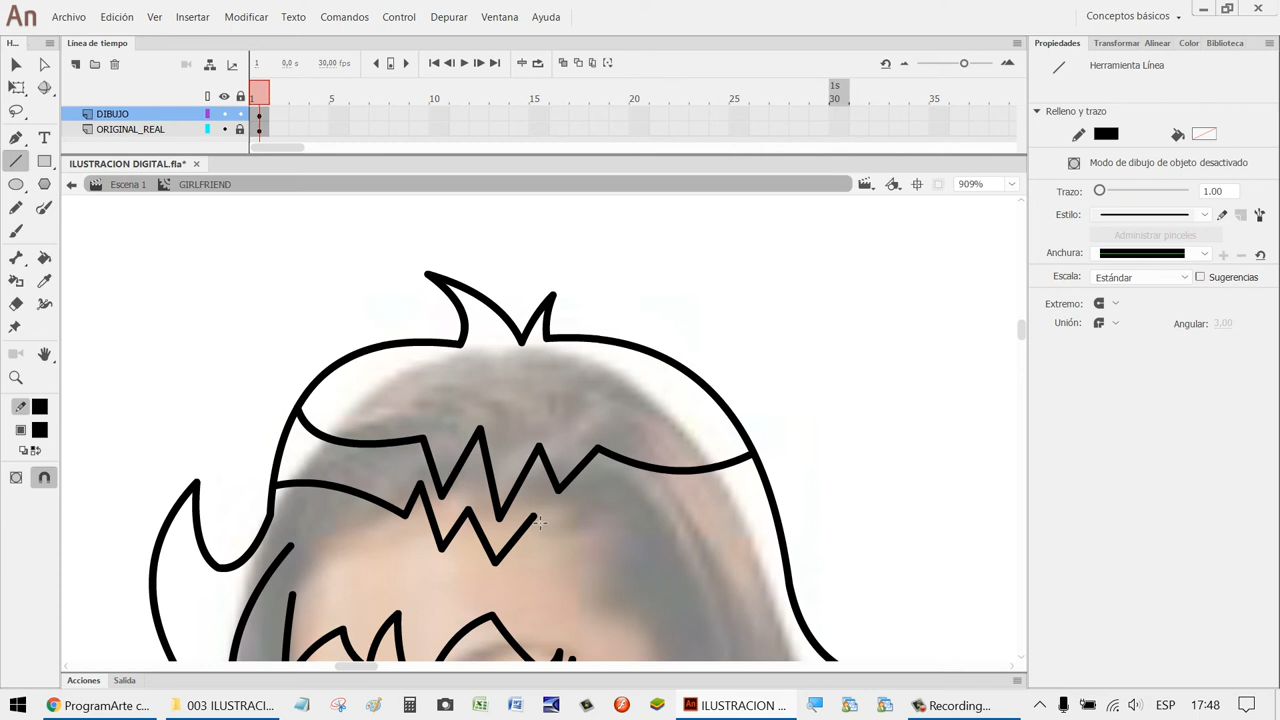 An Archivo Edición Ver Insertar Modificar Texto Comandos Control Depurar Ventana Ayuda Conceptos básicos
H... Línea de tiempo Propiedades Transformar Alinear Color Biblioteca
1 0,0 s 30,00 fps Herramienta Línea
1s
1 5 10 15 20 25 30 35
DIBUJO Relleno y trazo
ORIGINAL_REAL
ILUSTRACION DIGITAL.fla* Modo de dibujo de objeto desactivado
Escena 1 GIRLFRIEND 909%
Trazo: 1.00
Estilo:
Administrar pinceles
Anchura:
Escala: Estándar Sugerencias
Extremo:
Unión: Angular: 3,00
Acciones Salida
ProgramArte c... 003 ILUSTRACI... ILUSTRACION ... Recording... ESP 17:48